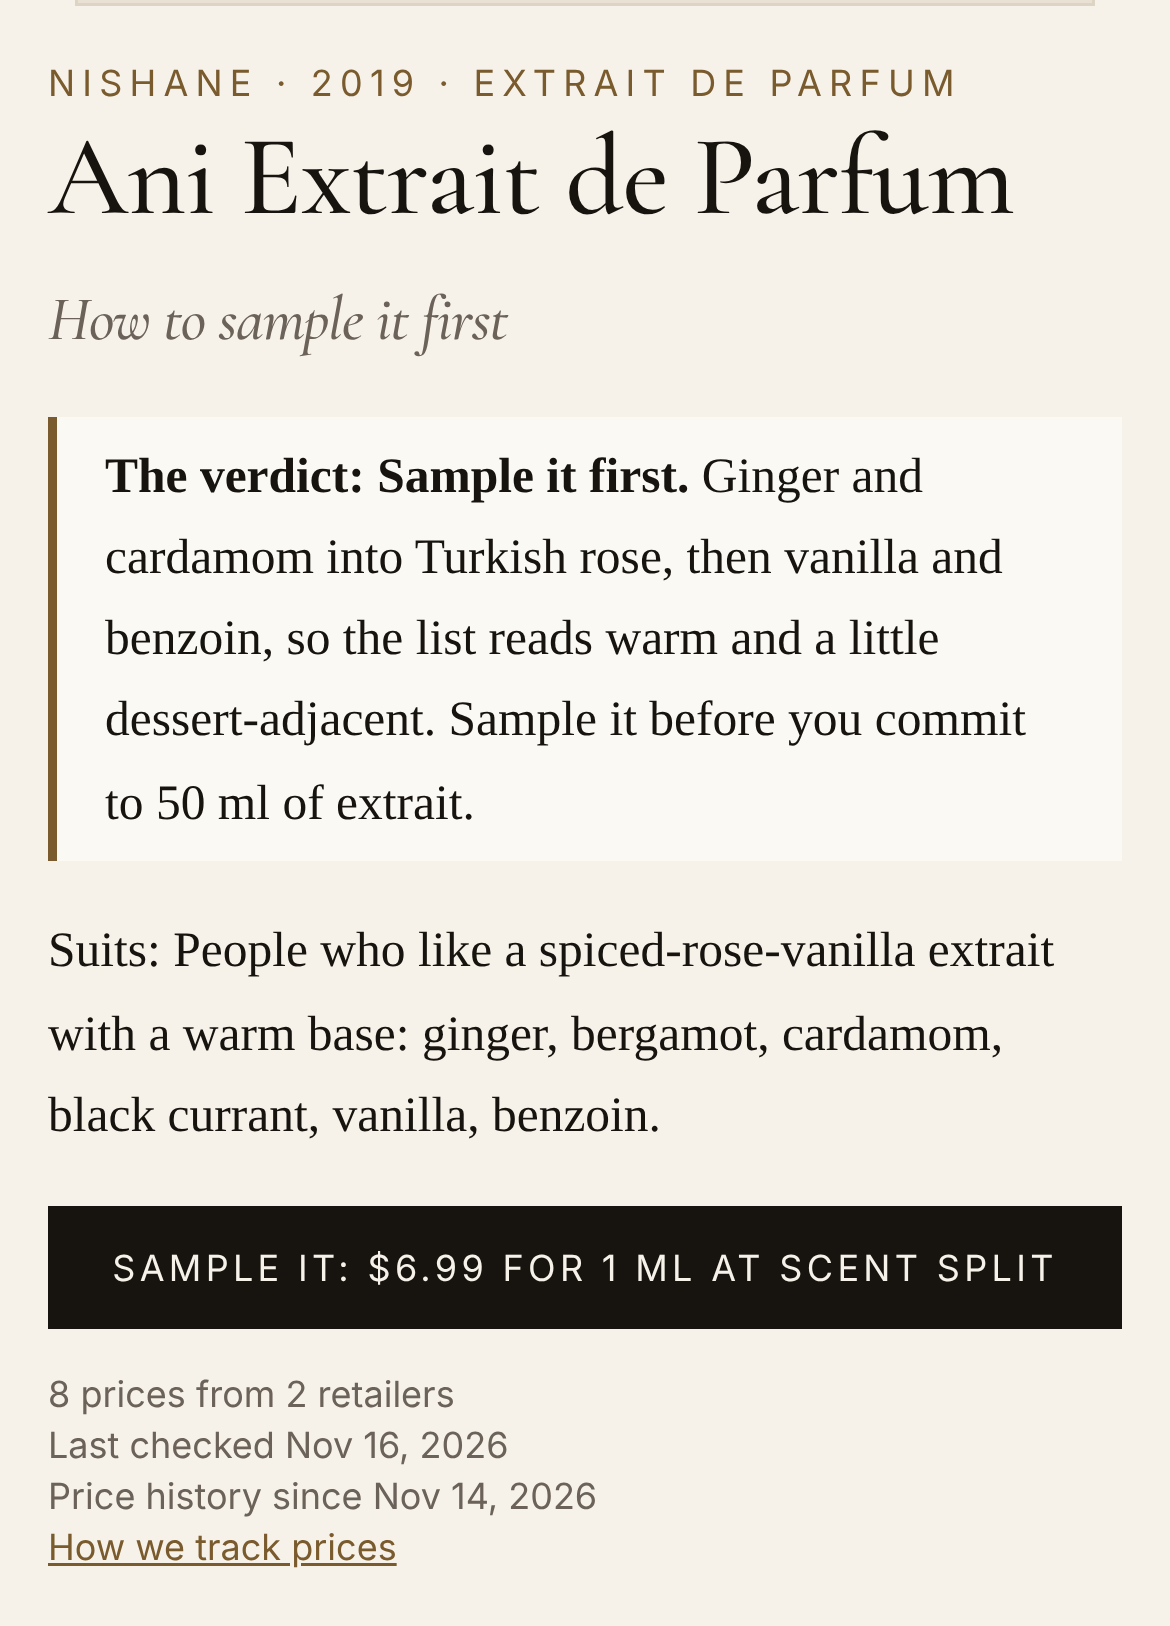 NISHANE · 2019 · EXTRAIT DE PARFUM
Ani Extrait de Parfum
How to sample it first
The verdict: Sample it first. Ginger and
cardamom into Turkish rose, then vanilla and
benzoin, so the list reads warm and a little
dessert-adjacent. Sample it before you commit
to 50 ml of extrait.
Suits: People who like a spiced-rose-vanilla extrait
with a warm base: ginger, bergamot, cardamom,
black currant, vanilla, benzoin.
SAMPLE IT: $6.99 FOR 1 ML AT SCENT SPLIT
8 prices from 2 retailers
Last checked Nov 16, 2026
Price history since Nov 14, 2026
How we track prices